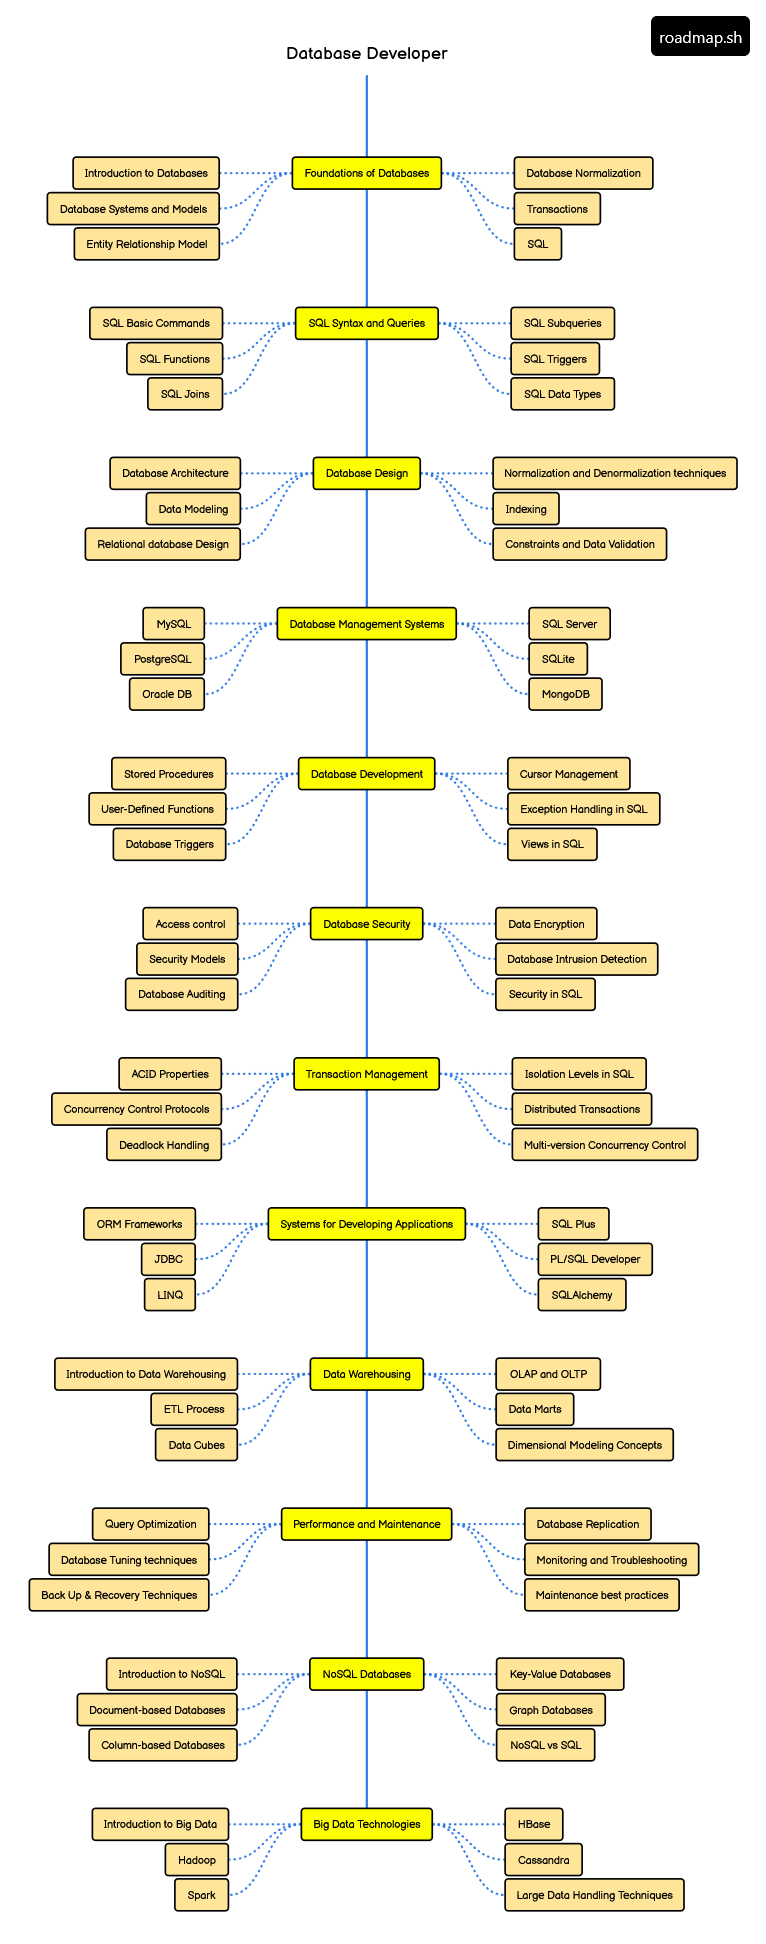 roadmap.sh
Database Developer
Foundations of Databases
Introduction to Databases
Database Systems and Models
Entity Relationship Model
Database Normalization
Transactions
SQL
SQL Syntax and Queries
SQL Basic Commands
SQL Functions
SQL Joins
SQL Subqueries
SQL Triggers
SQL Data Types
Database Design
Database Architecture
Data Modeling
Relational database Design
Normalization and Denormalization techniques
Indexing
Constraints and Data Validation
Database Management Systems
MySQL
PostgreSQL
Oracle DB
SQL Server
SQLite
MongoDB
Database Development
Stored Procedures
User-Defined Functions
Database Triggers
Cursor Management
Exception Handling in SQL
Views in SQL
Database Security
Access control
Security Models
Database Auditing
Data Encryption
Database Intrusion Detection
Security in SQL
Transaction Management
ACID Properties
Concurrency Control Protocols
Deadlock Handling
Isolation Levels in SQL
Distributed Transactions
Multi-version Concurrency Control
Systems for Developing Applications
ORM Frameworks
JDBC
LINQ
SQL Plus
PL/SQL Developer
SQLAlchemy
Data Warehousing
Introduction to Data Warehousing
ETL Process
Data Cubes
OLAP and OLTP
Data Marts
Dimensional Modeling Concepts
Performance and Maintenance
Query Optimization
Database Tuning techniques
Back Up & Recovery Techniques
Database Replication
Monitoring and Troubleshooting
Maintenance best practices
NoSQL Databases
Introduction to NoSQL
Document-based Databases
Column-based Databases
Key-Value Databases
Graph Databases
NoSQL vs SQL
Big Data Technologies
Introduction to Big Data
Hadoop
Spark
HBase
Cassandra
Large Data Handling Techniques